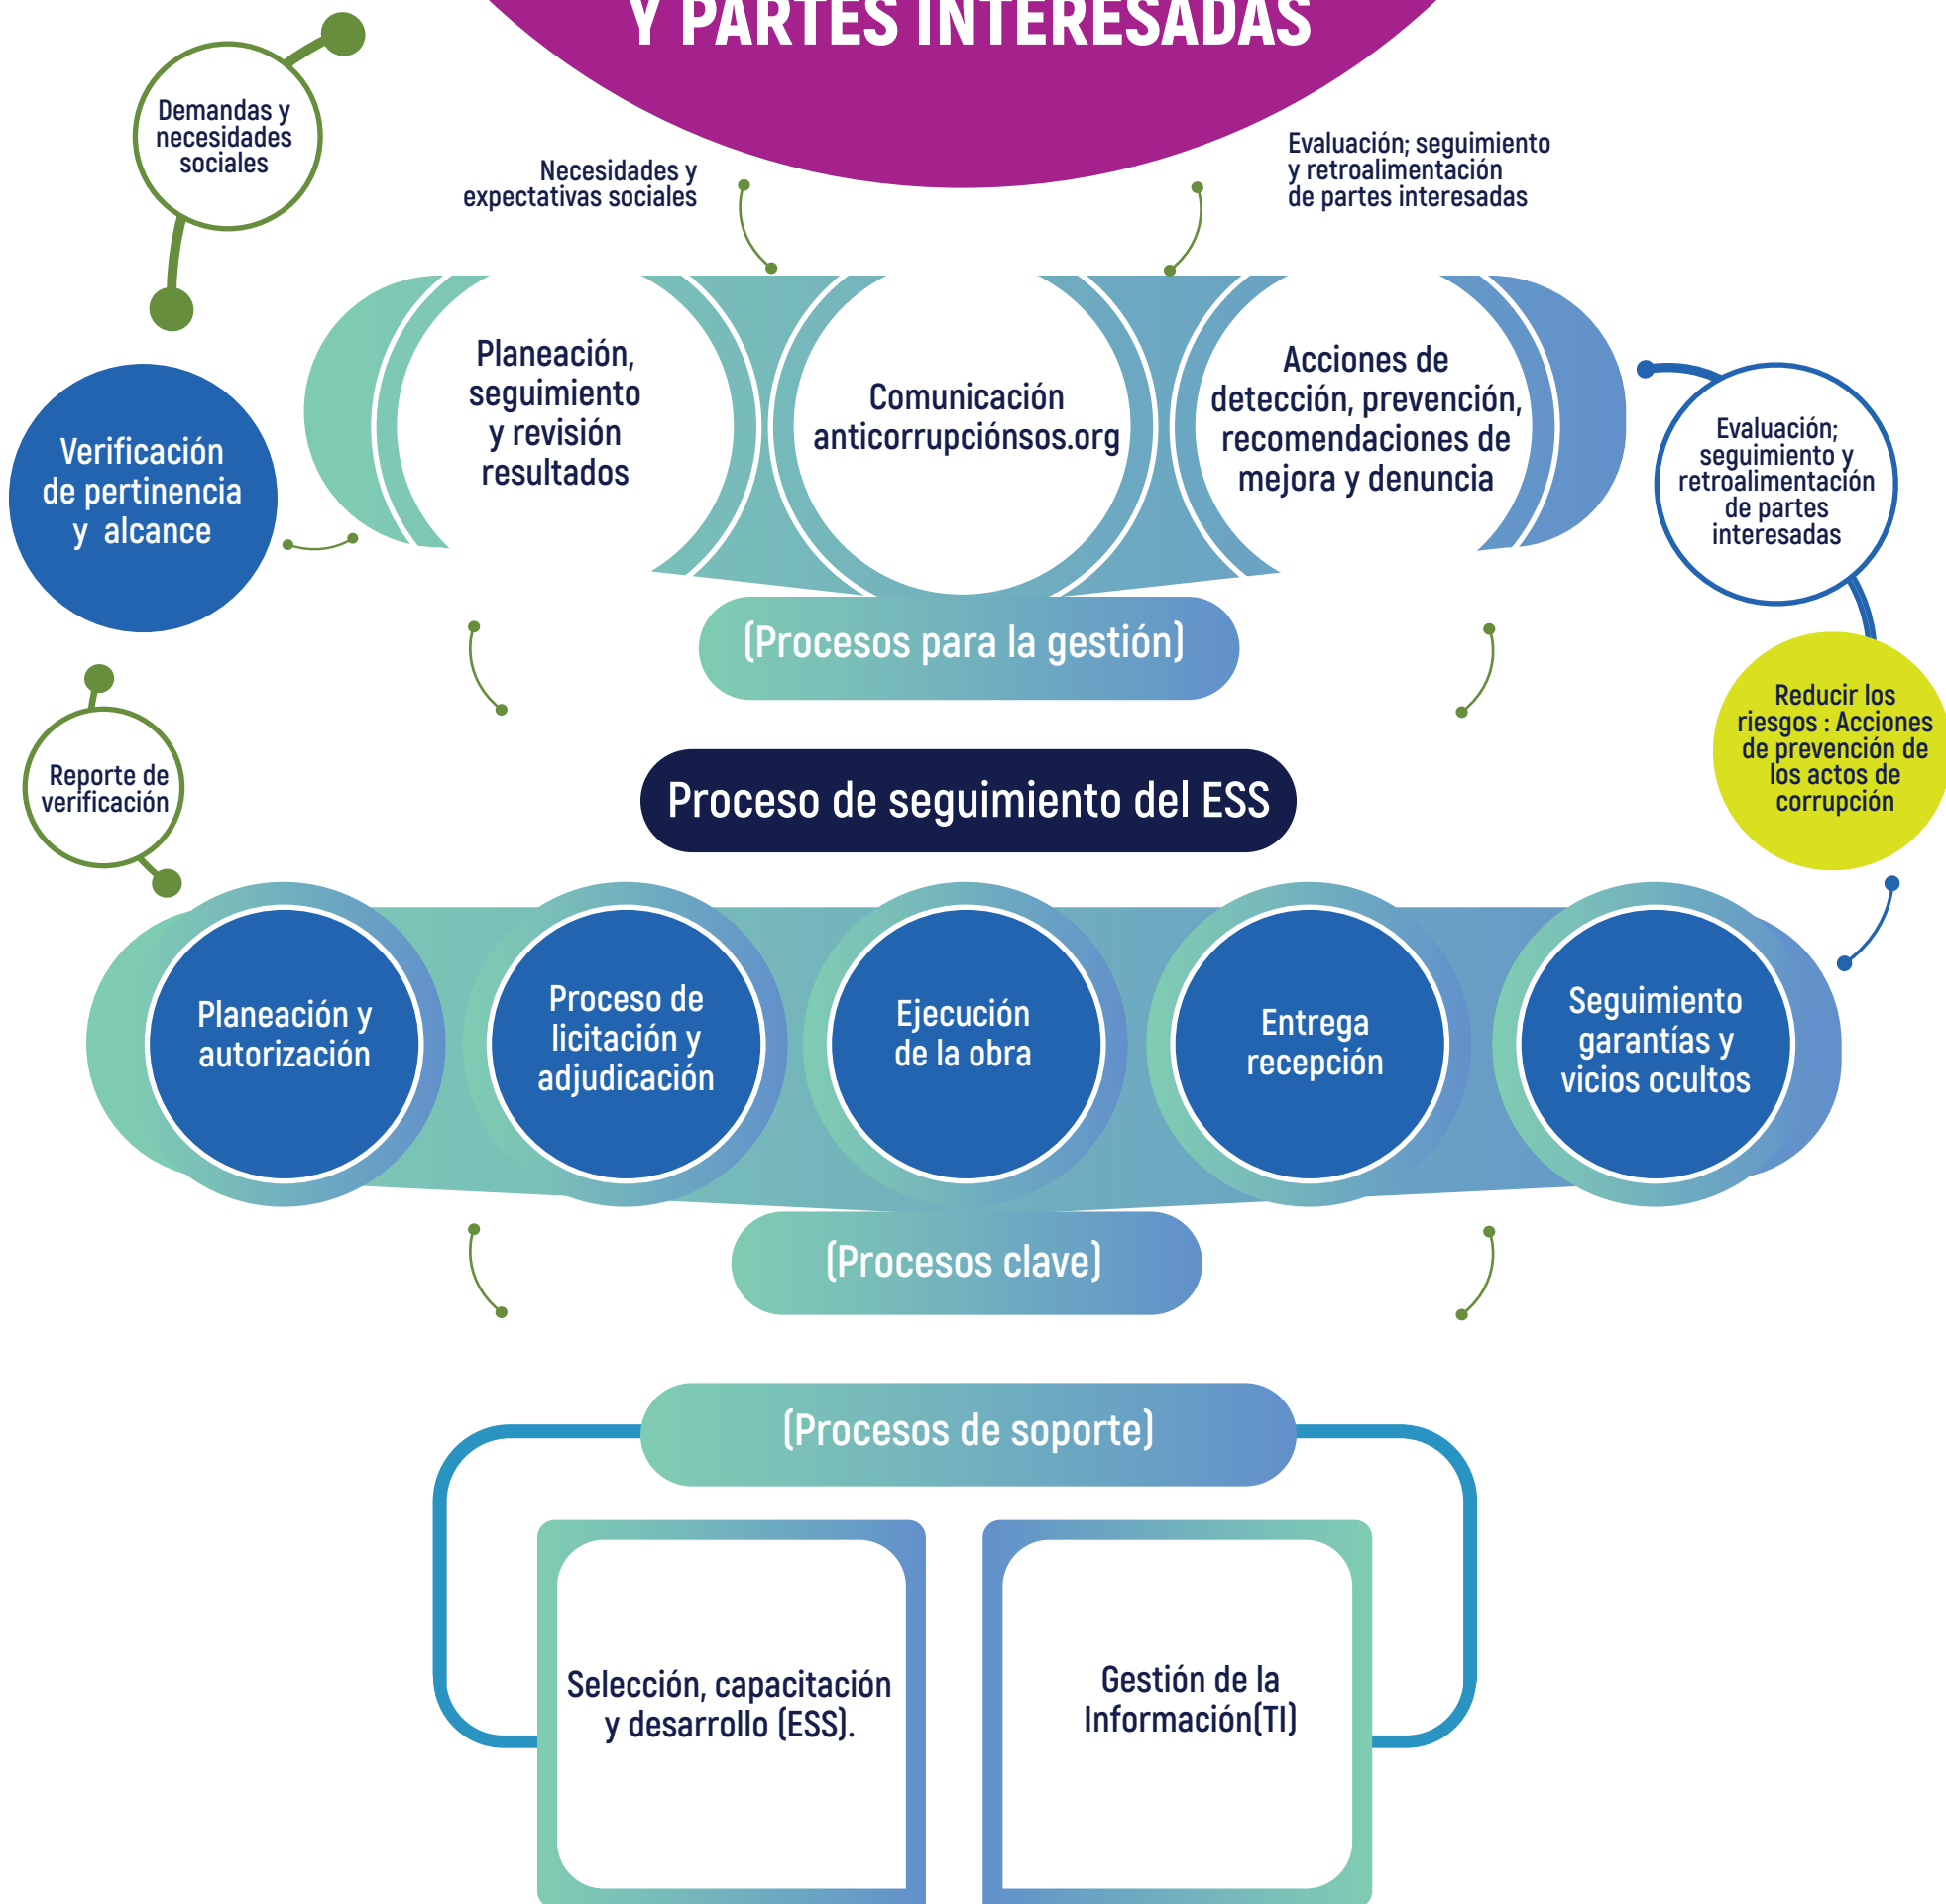 Y PARTES INTERESADAS
Demandas y
necesidades
sociales
Necesidades y
expectativas sociales
Evaluación; seguimiento
y retroalimentación
de partes interesadas
Planeación,
seguimiento
y revisión
resultados
Comunicación
anticorrupciónsos.org
Acciones de
detección, prevención,
recomendaciones de
mejora y denuncia
Verificación
de pertinencia
y alcance
Evaluación;
seguimiento y
retroalimentación
de partes
interesadas
(Procesos para la gestión)
Reducir los
riesgos : Acciones
de prevención de
los actos de
corrupción
Reporte de
verificación
Proceso de seguimiento del ESS
Planeación y
autorización
Proceso de
licitación y
adjudicación
Ejecución
de la obra
Entrega
recepción
Seguimiento
garantías y
vicios ocultos
(Procesos clave)
(Procesos de soporte)
Selección, capacitación
y desarrollo (ESS).
Gestión de la
Información(TI)